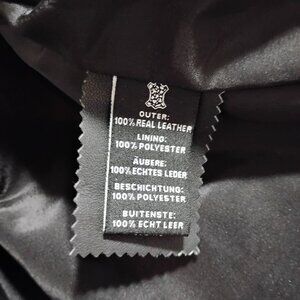 OUTER:
100% REAL LEATHER
LINING:
100% POLYESTER
ÄUBERE:
100% ECHTES LEDER
BESCHICHTUNG:
100% POLYESTER
BUITENSTE:
100% ECHT LEER